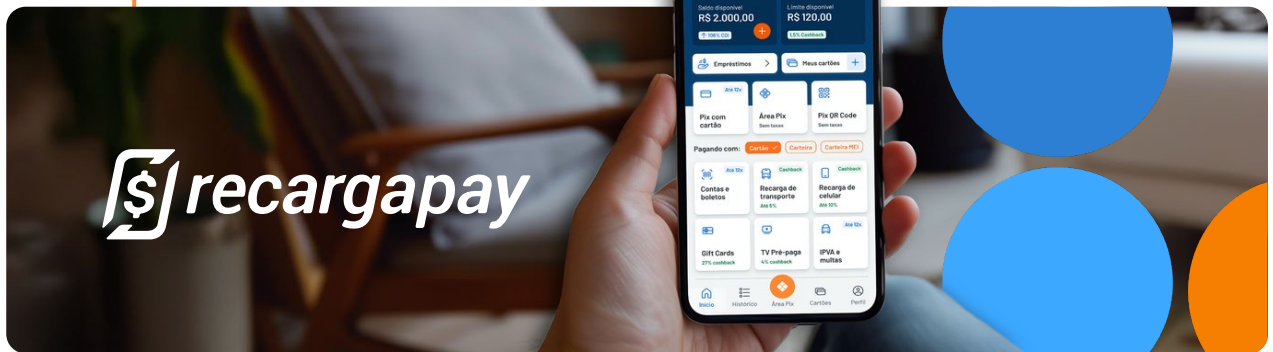 Saldo disponível
R$ 2.000,00
↑ 100% CDI
Limite disponível
R$ 120,00
1,5% Cashback
Empréstimos
Meus cartões
Até 12x
Pix com
cartão
Área Pix
Sem taxas
Pix QR Code
Sem taxas
Pagando com:
Cartão
Carteira
Carteira MEI
Até 12x
Contas e
boletos
Cashback
Recarga de
transporte
Até 5%
Cashback
Recarga de
celular
Até 10%
Gift Cards
27% cashback
TV Pré-paga
4% cashback
Até 12x
IPVA e
multas
Início
Histórico
Área Pix
Cartões
Perfil
$ recargapay